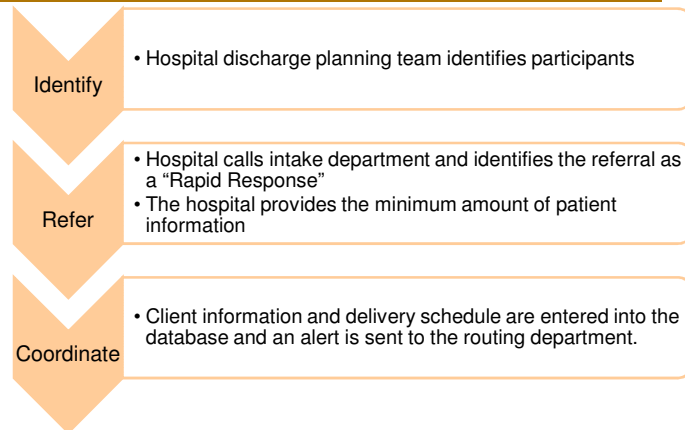 Identify
• Hospital discharge planning team identifies participants
Refer
• Hospital calls intake department and identifies the referral as
a “Rapid Response”
• The hospital provides the minimum amount of patient
information
Coordinate
• Client information and delivery schedule are entered into the
database and an alert is sent to the routing department.